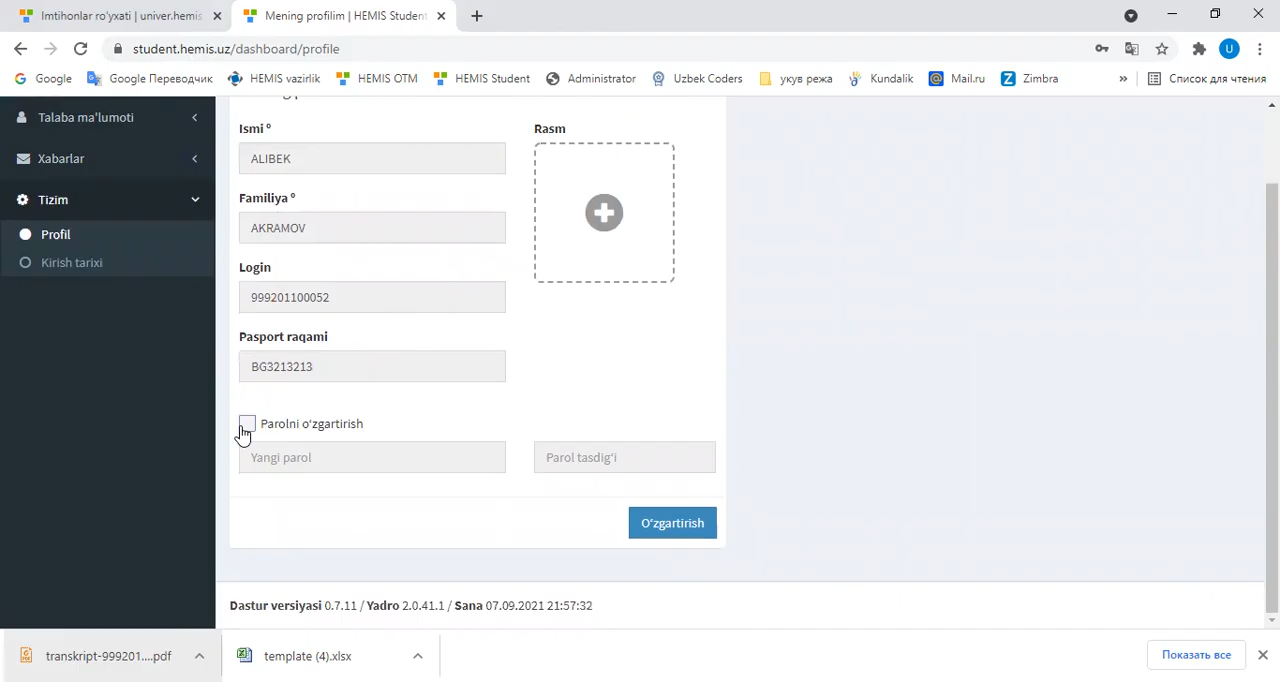 Imtihonlar ro'yxati | univer.hemis
Mening profilim | HEMIS Student
student.hemis.uz/dashboard/profile
U
Google
Google Переводчик
HEMIS vazirlik
HEMIS OTM
HEMIS Student
Administrator
Uzbek Coders
укув режа
Kundalik
Mail.ru
Zimbra
»
Список для чтения
Talaba ma'lumoti
Xabarlar
Tizim
Profil
Kirish tarixi
Ismi °
ALIBEK
Familiya °
AKRAMOV
Login
999201100052
Pasport raqami
BG3213213
Rasm
Parolni o'zgartirish
Yangi parol
Parol tasdig'i
O'zgartirish
Dastur versiyasi 0.7.11 / Yadro 2.0.41.1 / Sana 07.09.2021 21:57:32
transkript-999201....pdf
template (4).xlsx
Показать все